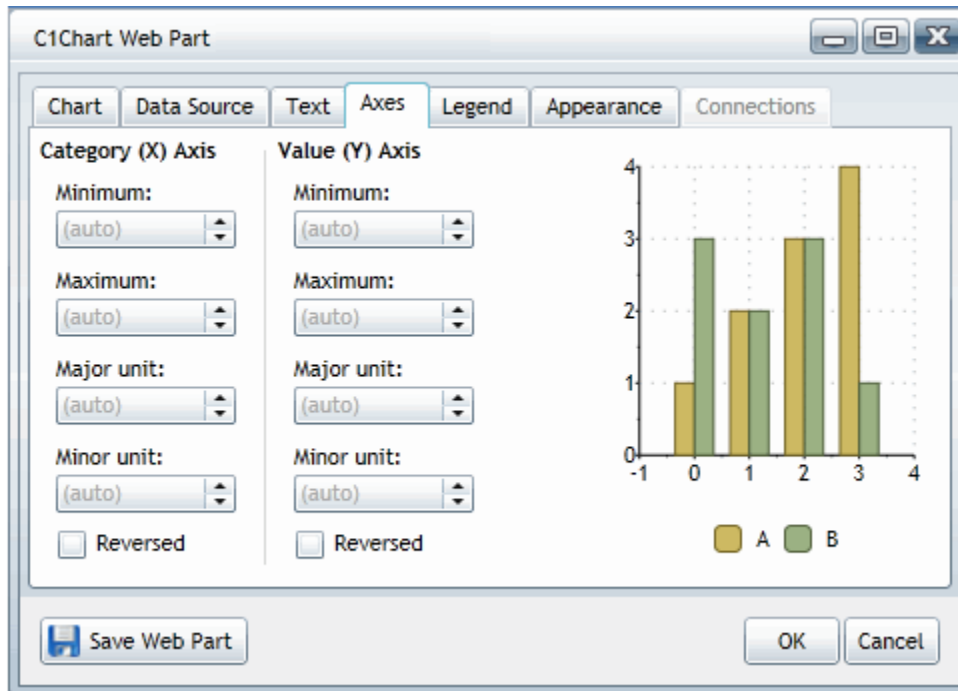 C1Chart Web Part
Chart Data Source Text Axes Legend Appearance Connections
Category (X) Axis Value (Y) Axis
Minimum: Minimum:
(auto) (auto)
Maximum: Maximum:
(auto) (auto)
Major unit: Major unit:
(auto) (auto)
Minor unit: Minor unit:
(auto) (auto)
Reversed Reversed
4
3
2
1
0
-1 0 1 2 3 4
A B
Save Web Part OK Cancel